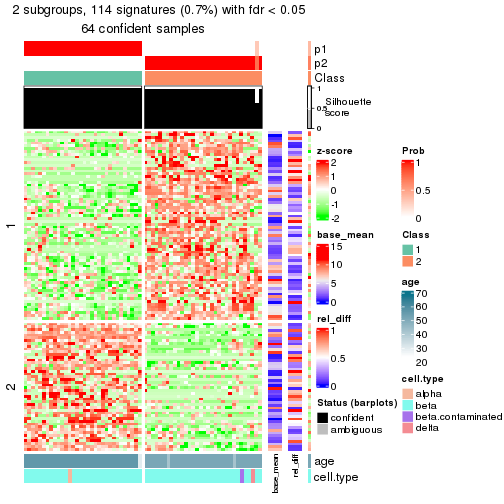 2 subgroups, 114 signatures (0.7%) with fdr < 0.05
64 confident samples
p1
p2
Class
1
0.5
0
Silhouette
score
1
2
base_mean
rel_diff
age
cell.type
z-score
2
1
0
-1
-2
base_mean
15
10
5
0
rel_diff
1
0.5
0
Status (barplots)
confident
ambiguous
Prob
1
0.5
0
Class
1
2
age
70
60
50
40
30
20
cell.type
alpha
beta
beta.contaminated
delta